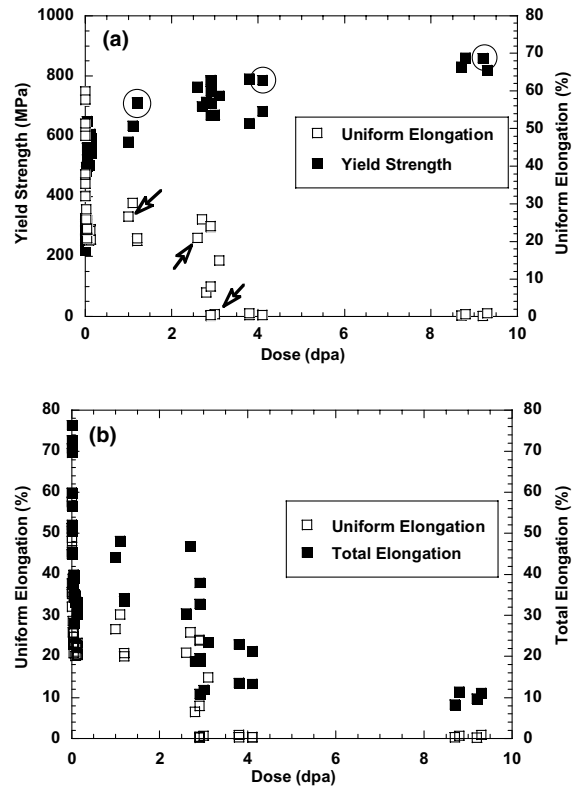 (a)
1000
800
600
400
200
0
Yield Strength (MPa)
80
70
60
50
40
30
20
10
0
Uniform Elongation (%)
Uniform Elongation
Yield Strength
0 2 4 6 8 10
Dose (dpa)
(b)
80
70
60
50
40
30
20
10
0
Uniform Elongation (%)
80
70
60
50
40
30
20
10
0
Total Elongation (%)
Uniform Elongation
Total Elongation
0 2 4 6 8 10
Dose (dpa)